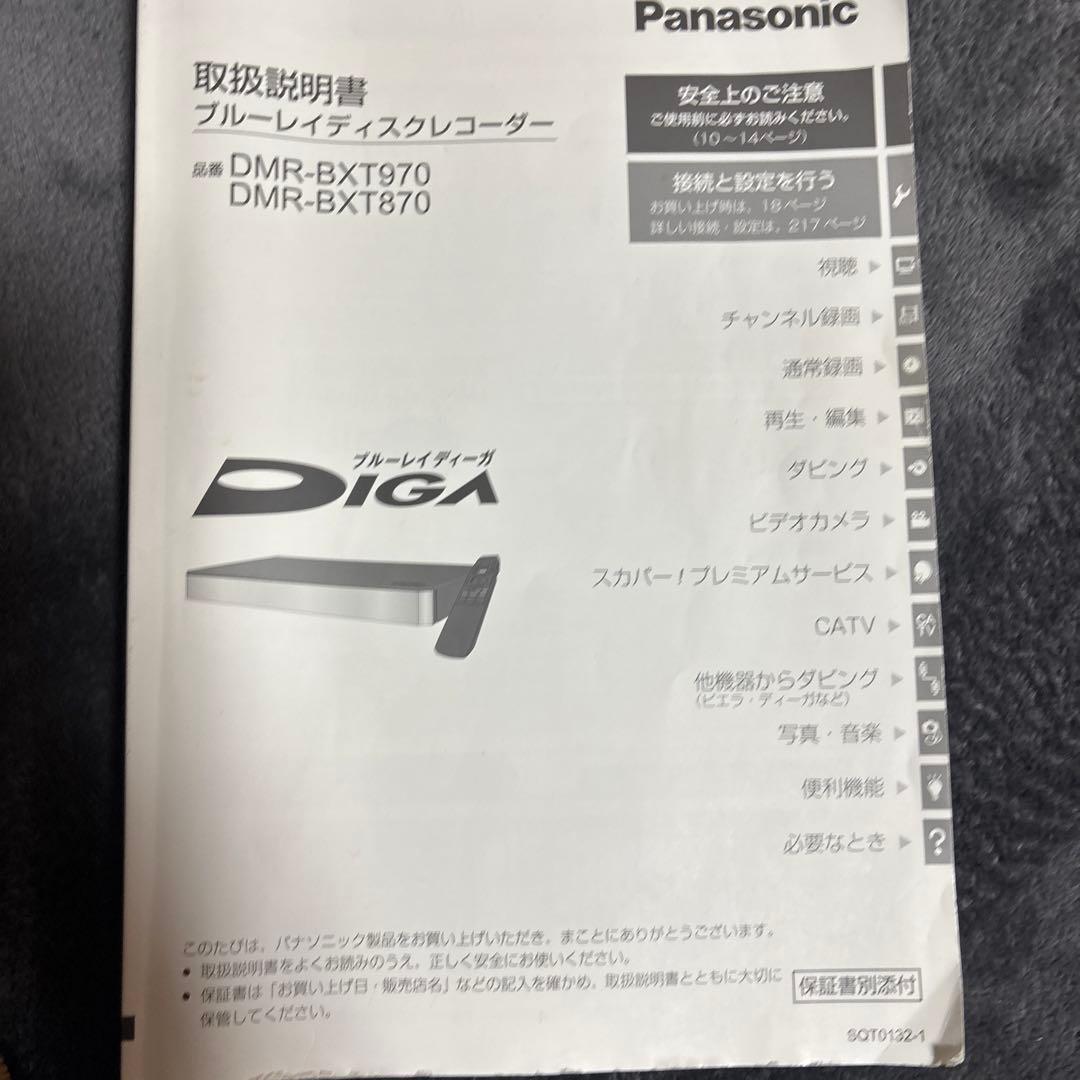 Panasonic
取扱説明書
ブルーレイディスクレコーダー
品番 DMR-BXT970
DMR-BXT870
安全上のご注意
ご使用前に必ずお読みください。
(10～14ページ)
接続と設定を行う
お買い上げ時は、18ページ
詳しい接続・設定は、217ページ
視聴
チャンネル録画
通常録画
再生・編集
ダビング
ビデオカメラ
スカパー!プレミアムサービス
CATV
CATV
他機器からダビング
(ビエラ・ディーガなど)
写真・音楽
便利機能
必要なとき
?
ブルーレイディーガ
DIGA
このたびは、パナソニック製品をお買い上げいただき、まことにありがとうございます。
● 取扱説明書をよくお読みのうえ、正しく安全にお使いください。
● 保証書は「お買い上げ日・販売店名」などの記入を確かめ、取扱説明書とともに大切に
保管してください。
保証書別添付
SQT0132-1